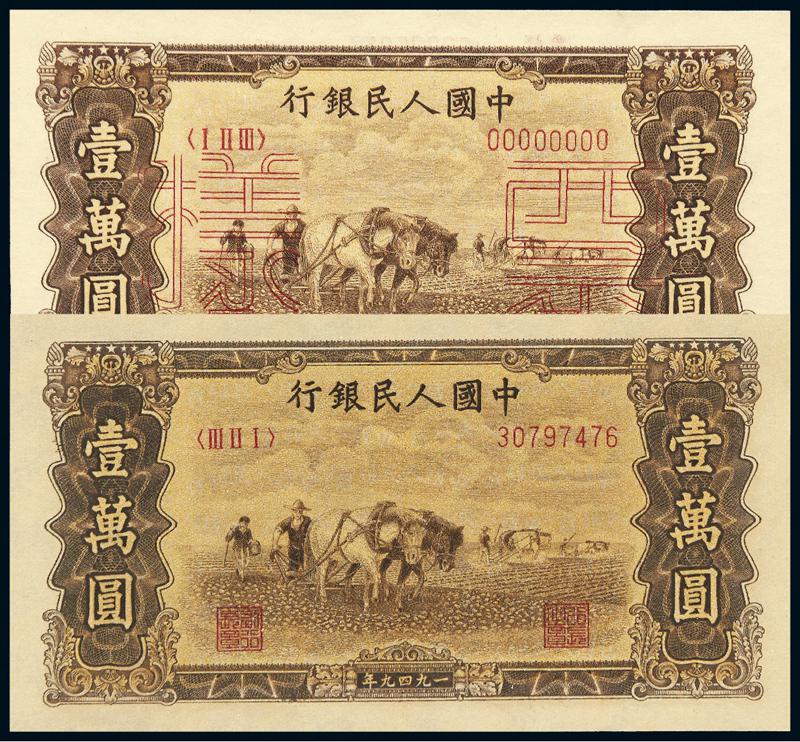 行銀民人國中
〈I II III〉 00000000
壹萬圓
壹萬圓
行銀民人國中
〈III II I〉 30797476
壹萬圓
壹萬圓
年九四九一